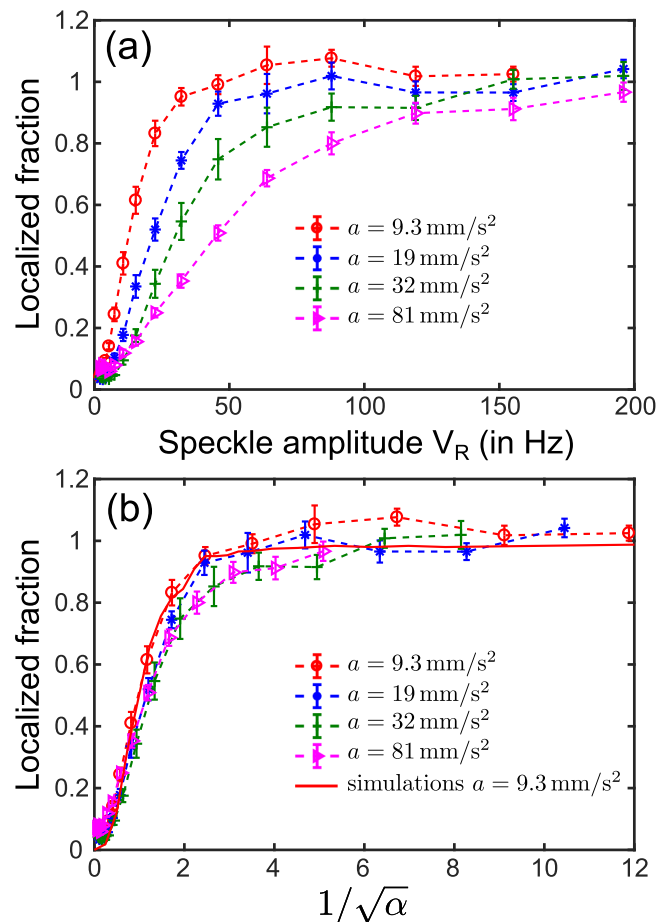 (a)
1.2
1
0.8
0.6
0.4
0.2
0
Localized fraction
a = 9.3 mm/s²
a = 19 mm/s²
a = 32 mm/s²
a = 81 mm/s²
0 50 100 150 200
Speckle amplitude V_R (in Hz)
(b)
1.2
1
0.8
0.6
0.4
0.2
0
Localized fraction
a = 9.3 mm/s²
a = 19 mm/s²
a = 32 mm/s²
a = 81 mm/s²
simulations a = 9.3 mm/s²
0 2 4 6 8 10 12
1/√α